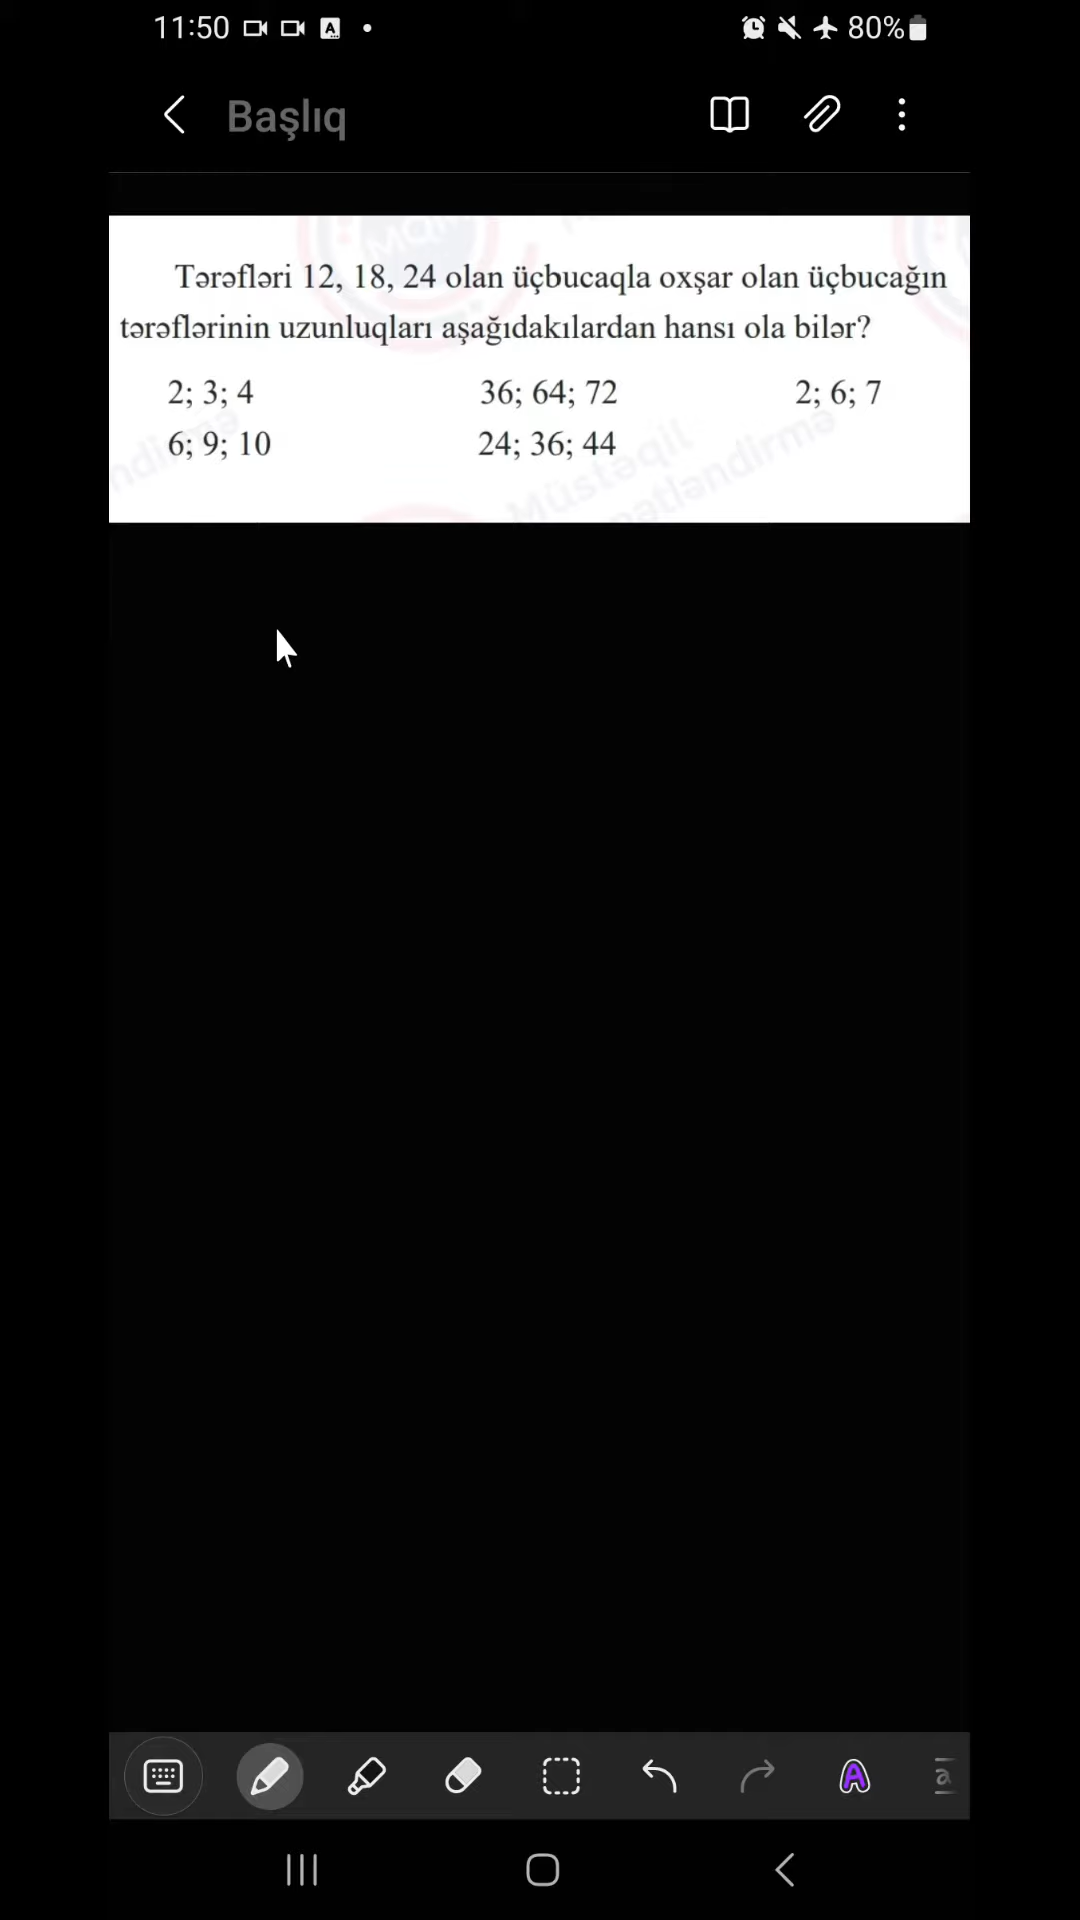 11:50 80%
Başlıq
Tərəfləri 12, 18, 24 olan üçbucaqla oxşar olan üçbucağın
tərəflərinin uzunluqları aşağıdakılardan hansı ola bilər?
2; 3; 4 36; 64; 72 2; 6; 7
6; 9; 10 24; 36; 44
Müstəqil